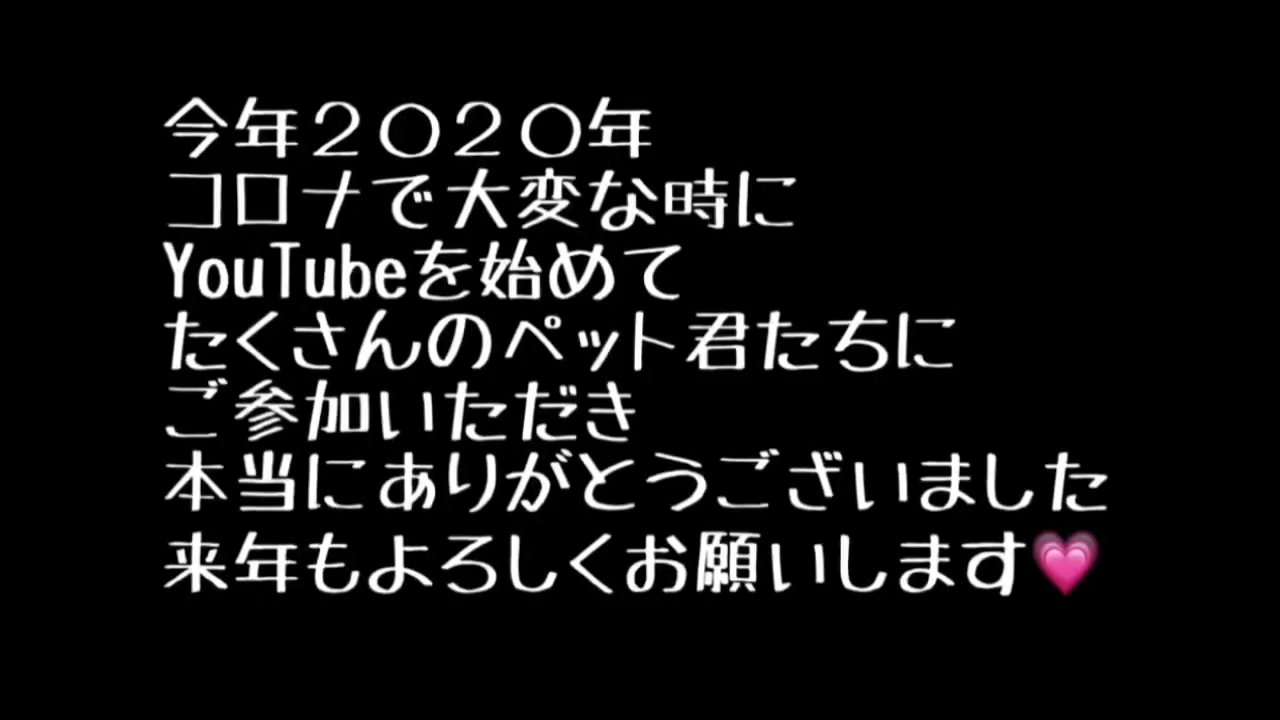 今年２０２０年
コロナで大変な時に
YouTubeを始めて
たくさんのペット君たちに
ご参加いただき
本当にありがとうございました
来年もよろしくお願いします💗